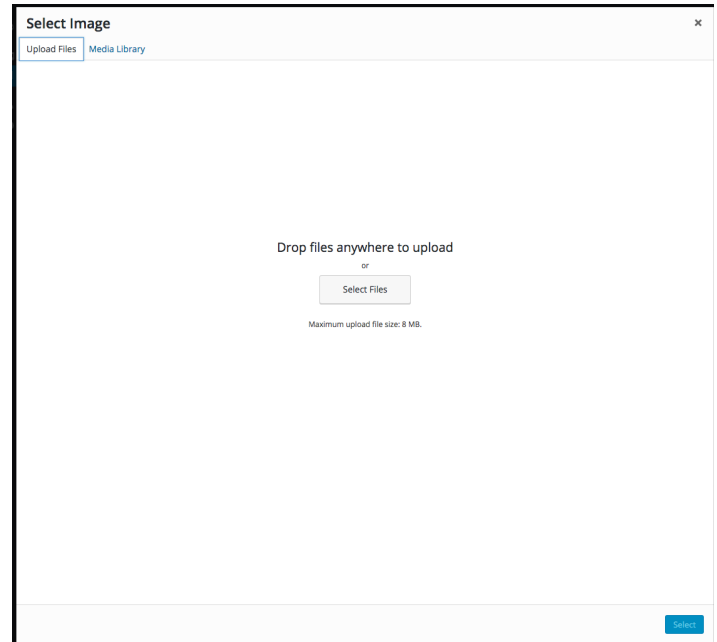 Select Image
×
Upload Files Media Library
Drop files anywhere to upload
or
Select Files
Maximum upload file size: 8 MB.
Select